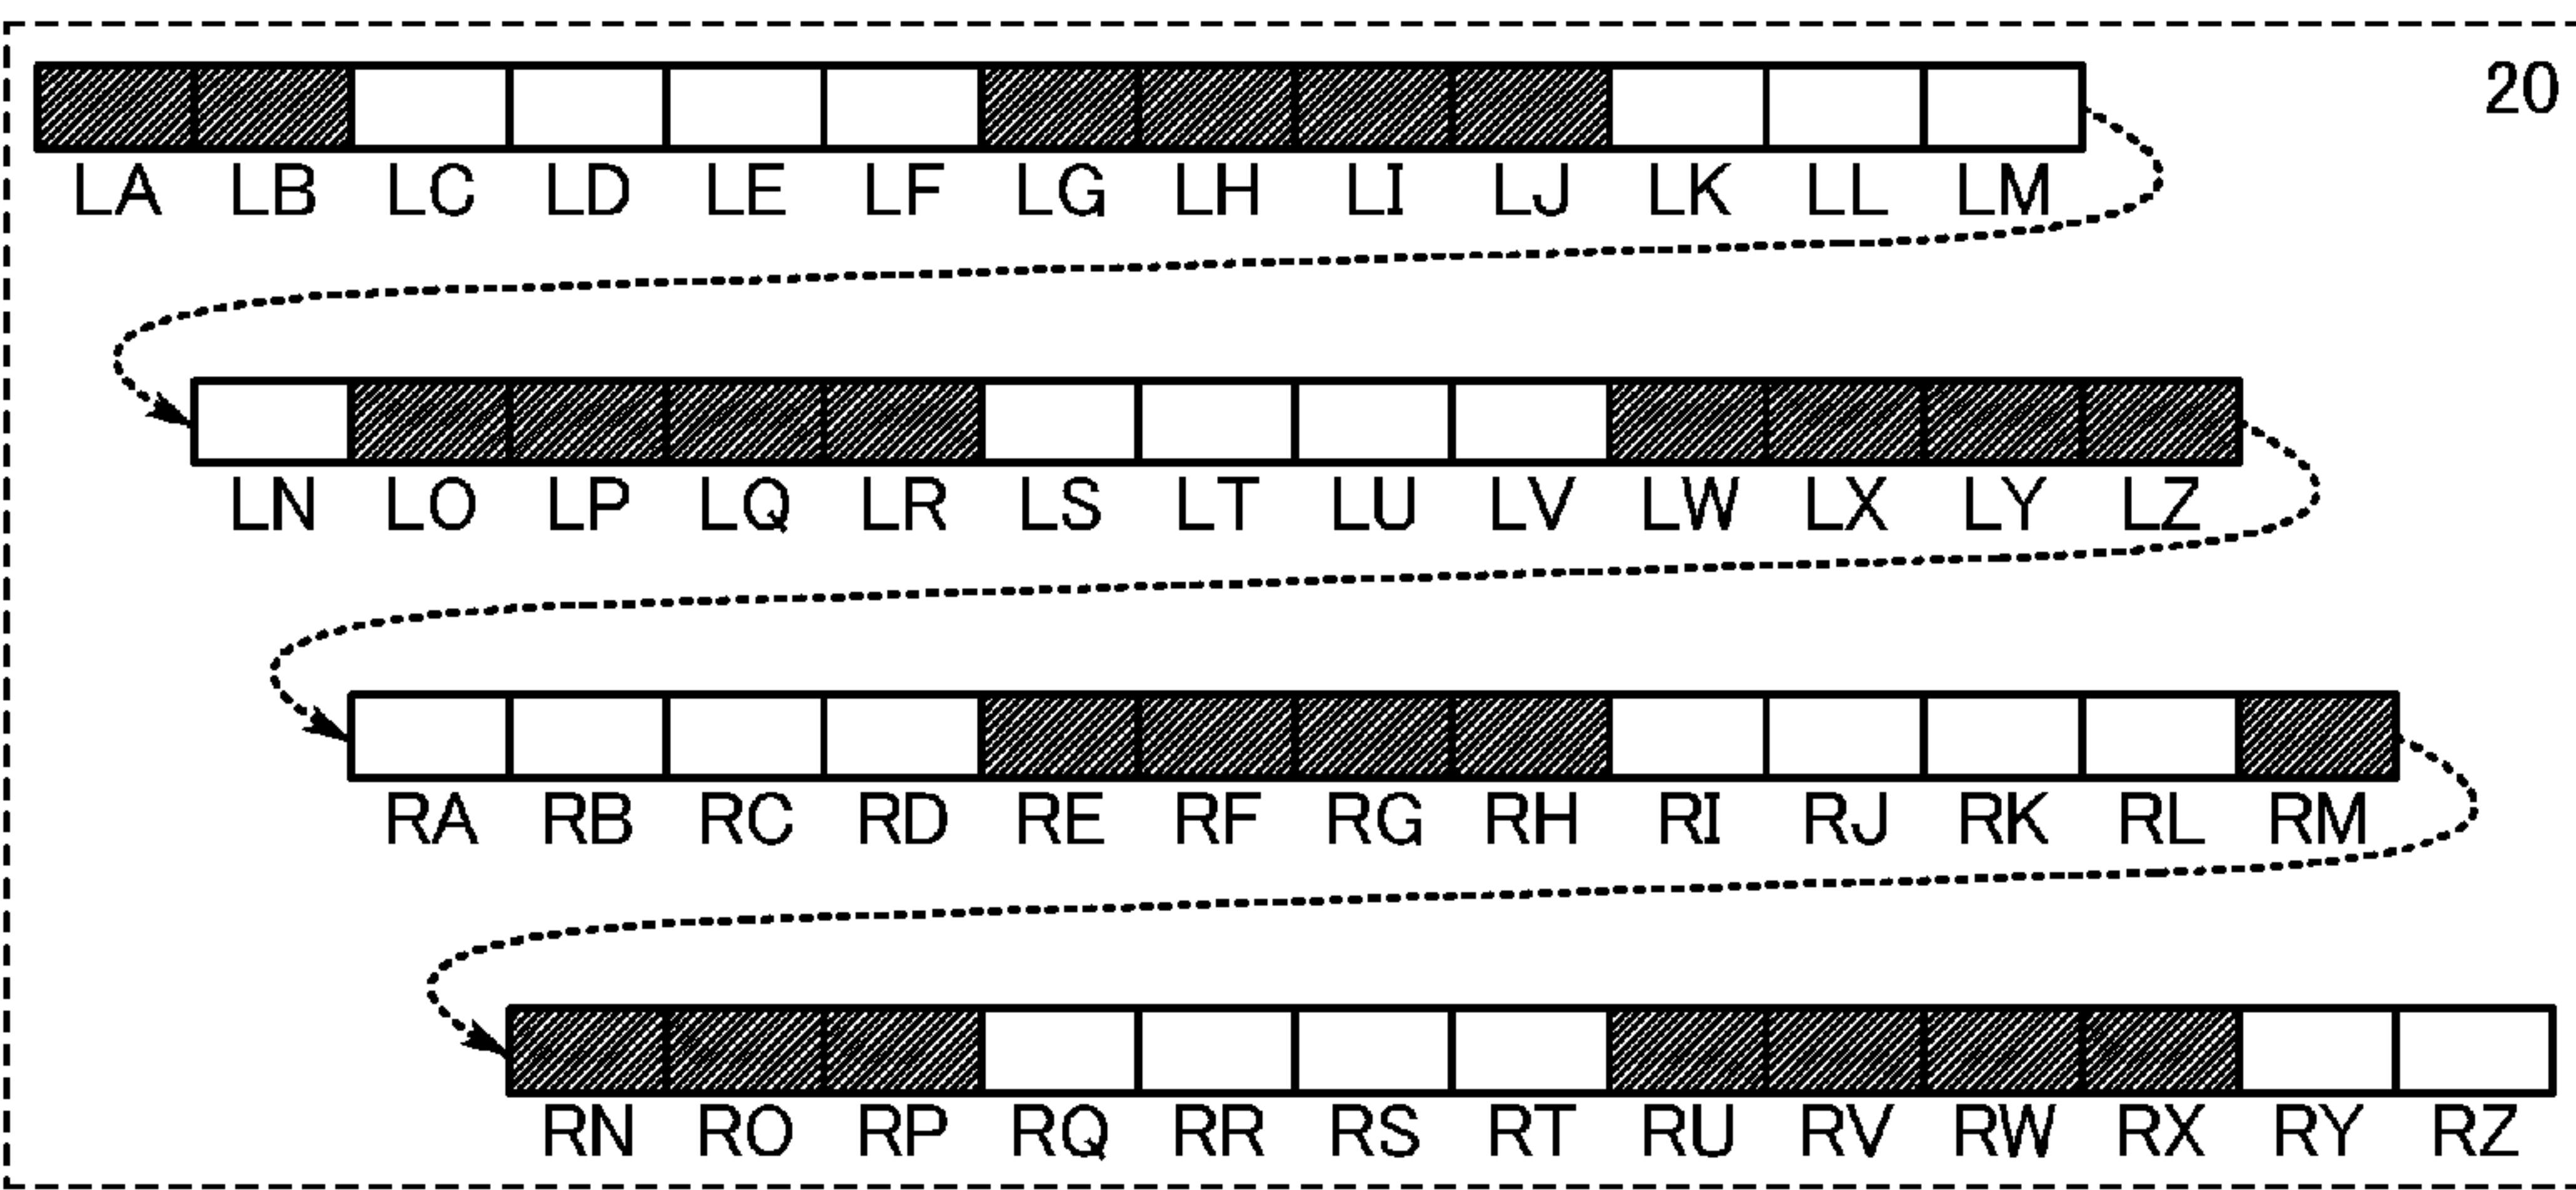 20
LA LB LC LD LE LF LG LH LI LJ LK LL LM
LN LO LP LQ LR LS LT LU LV LW LX LY LZ
RA RB RC RD RE RF RG RH RI RJ RK RL RM
RN RO RP RQ RR RS RT RU RV RW RX RY RZ